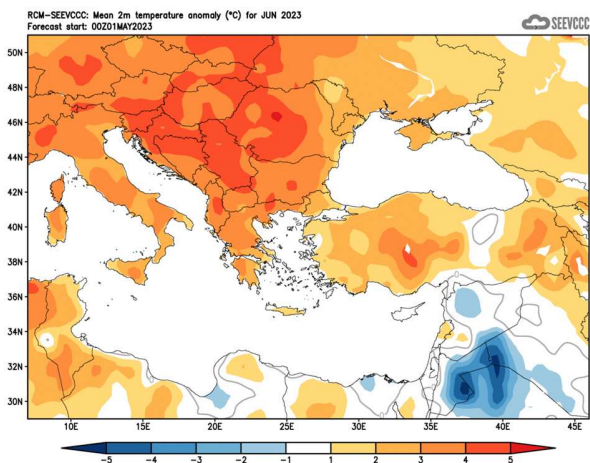 RCM-SEEVCCC: Mean 2m temperature anomaly (°C) for JUN 2023
Forecast start: 00Z01MAY2023
SEEVCCC
50N
48N
46N
44N
42N
40N
38N
36N
34N
32N
30N
10E 15E 20E 25E 30E 35E 40E 45E
-5 -4 -3 -2 -1 1 2 3 4 5